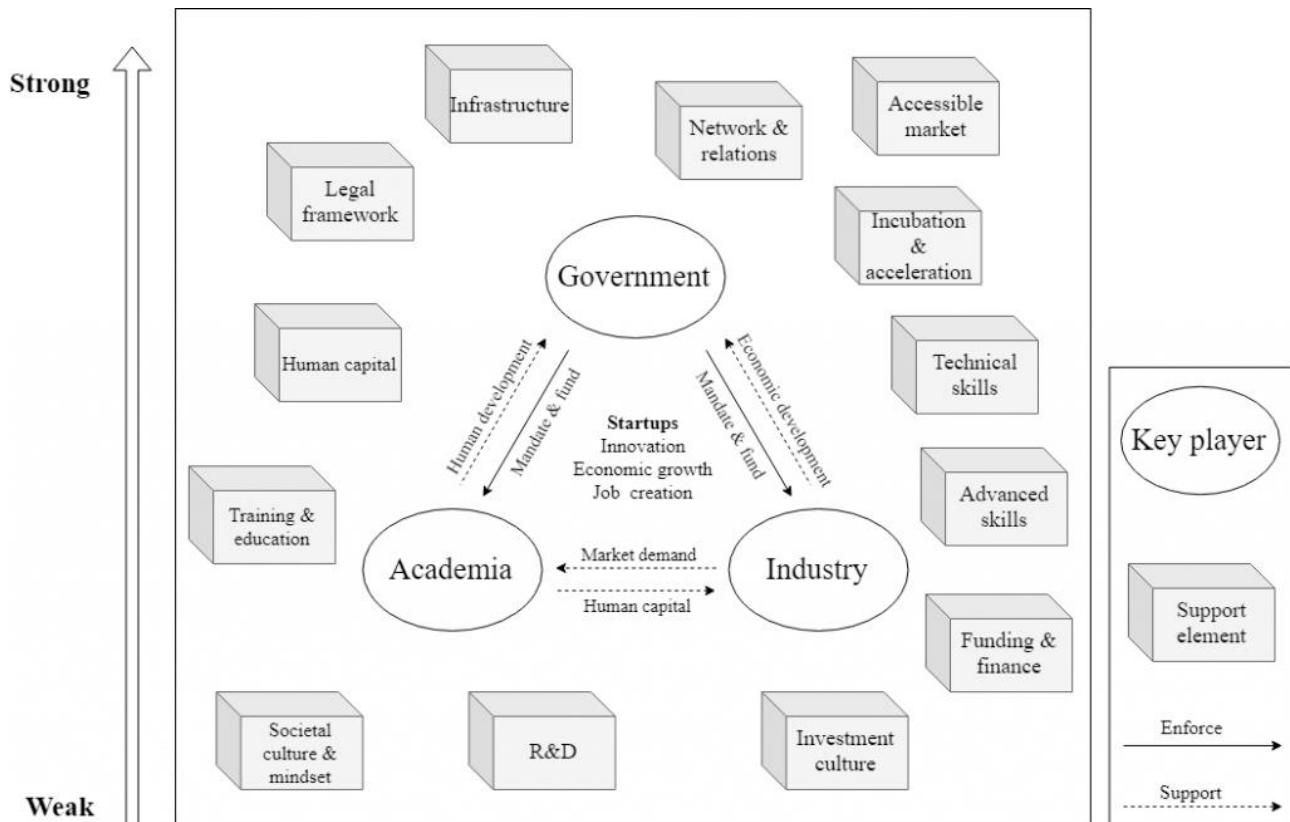 Strong
Infrastructure
Accessible
market
Network &
relations
Legal
framework
Incubation
&
acceleration
Government
Human capital
Technical
skills
Human development
Mandate & fund
Economic development
Mandate & fund
Startups
Innovation
Economic growth
Job creation
Key player
Training &
education
Advanced
skills
Academia
Market demand
Human capital
Industry
Support
element
Funding &
finance
Societal
culture &
mindset
R&D
Investment
culture
Enforce
Support
Weak